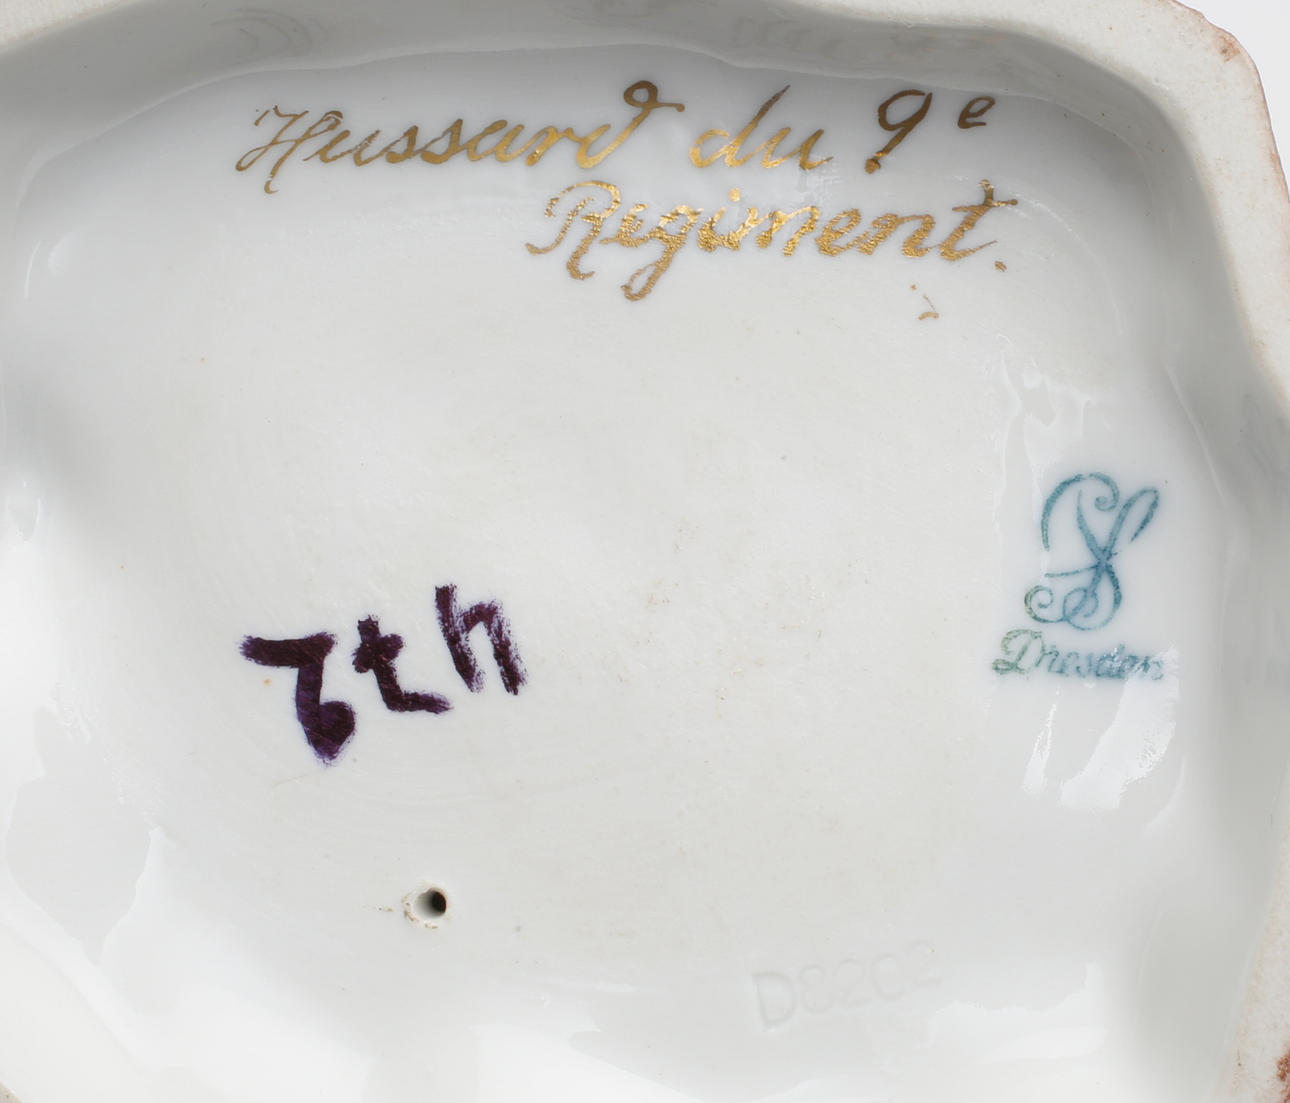 Hussard du 9e
Regiment.
Dresden
7th
D8202